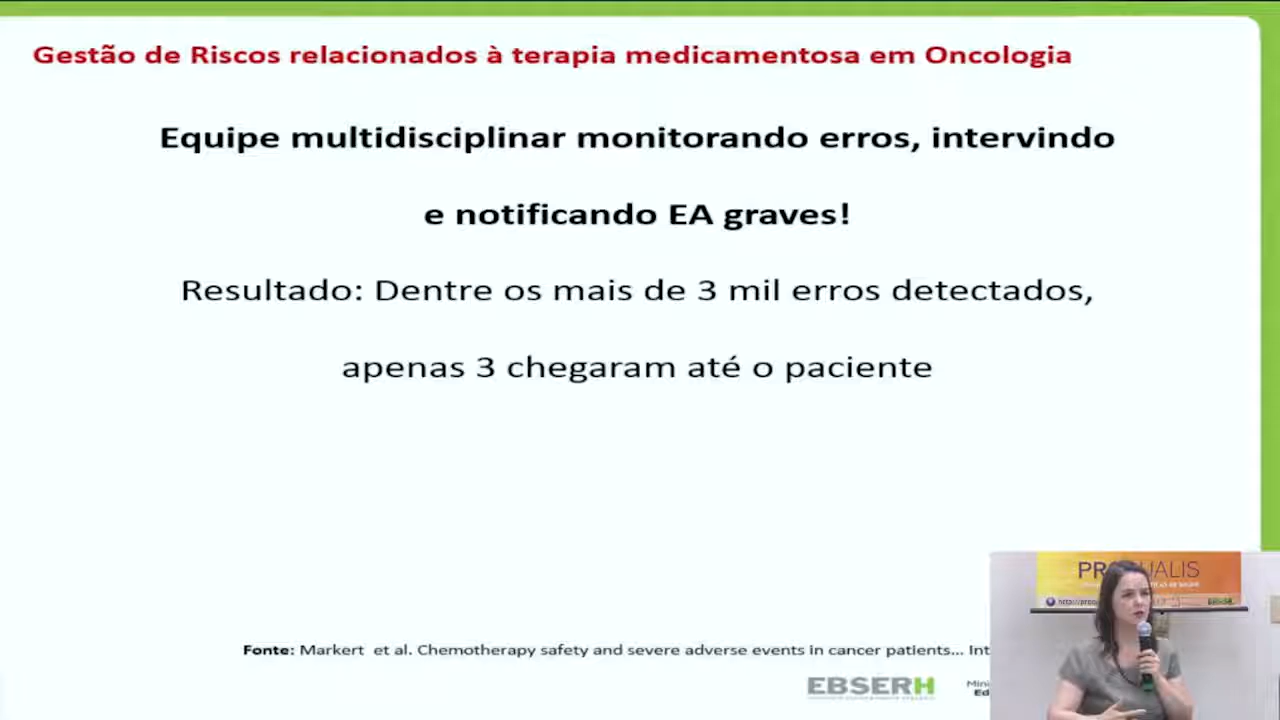 Gestão de Riscos relacionados à terapia medicamentosa em Oncologia
Equipe multidisciplinar monitorando erros, intervindo
e notificando EA graves!
Resultado: Dentre os mais de 3 mil erros detectados,
apenas 3 chegaram até o paciente
Fonte: Markert et al. Chemotherapy safety and severe adverse events in cancer patients... Int
EBSERH